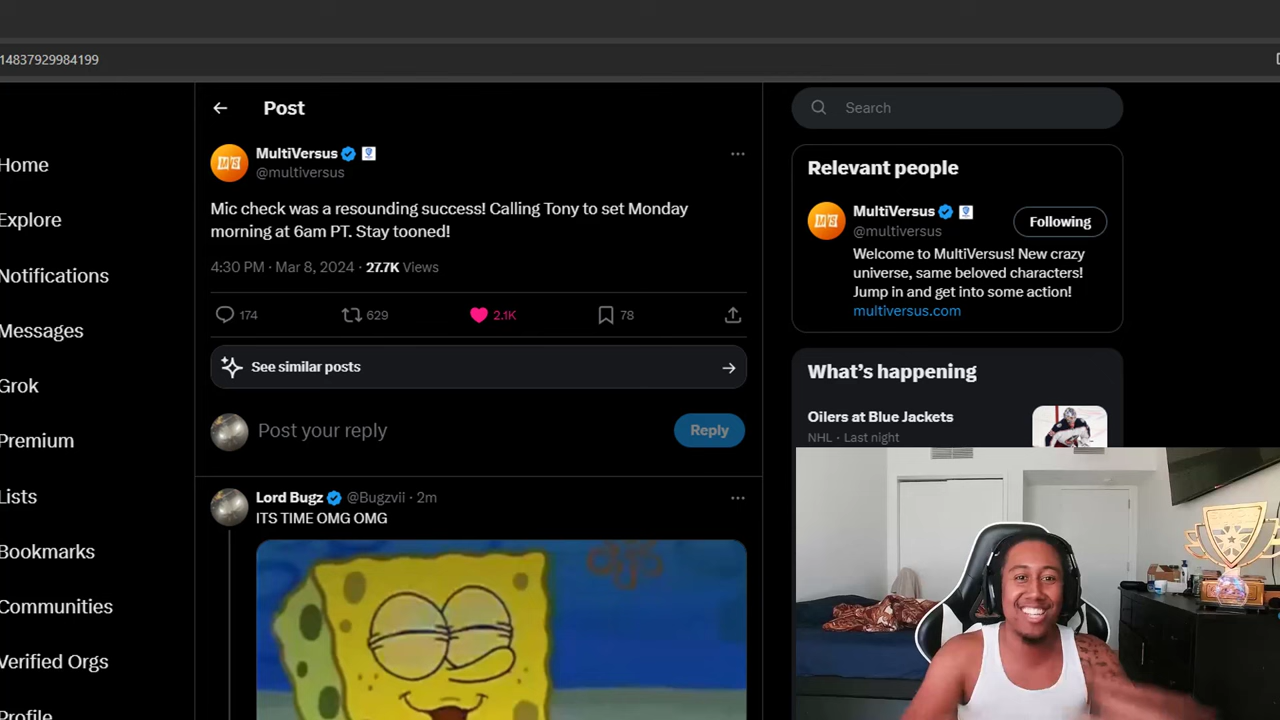 14837929984199
Home
Explore
Notifications
Messages
Grok
Premium
Lists
Bookmarks
Communities
Verified Orgs
Profile
Post
M/S
MultiVersus
@multiversus
Mic check was a resounding success! Calling Tony to set Monday
morning at 6am PT. Stay tooned!
4:30 PM · Mar 8, 2024 · 27.7K Views
174 629 2.1K 78
See similar posts
Post your reply
Reply
Lord Bugz @Bugzvii · 2m
ITS TIME OMG OMG
Search
Relevant people
M/S
MultiVersus
@multiversus
Following
Welcome to MultiVersus! New crazy
universe, same beloved characters!
Jump in and get into some action!
multiversus.com
What’s happening
Oilers at Blue Jackets
NHL · Last night